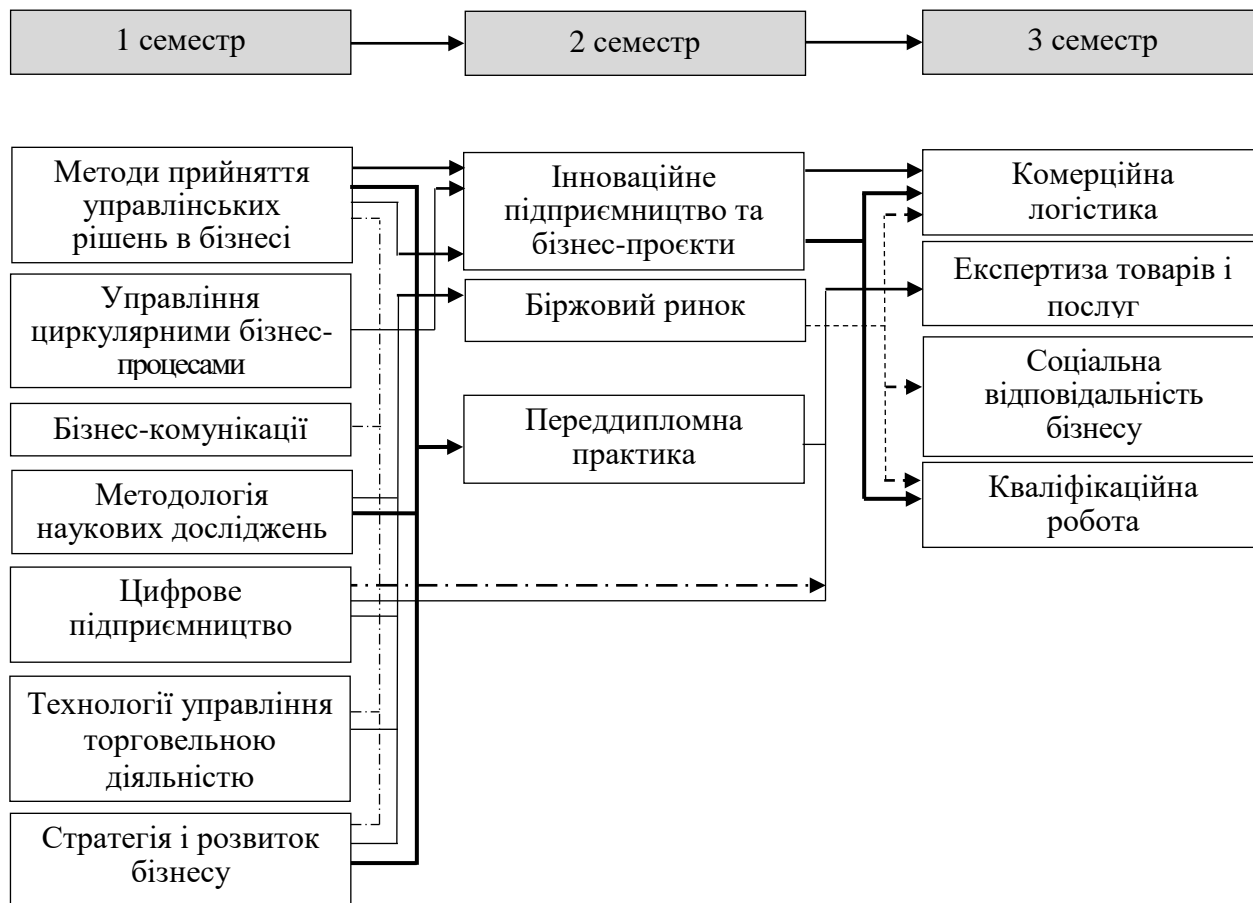 1 семестр
2 семестр
3 семестр
Методи прийняття
управлінських
рішень в бізнесі
Управління
циркулярними бізнес-
процесами
Бізнес-комунікації
Методологія
наукових досліджень
Цифрове
підприємництво
Технології управління
торговельною
діяльністю
Стратегія і розвиток
бізнесу
Інноваційне
підприємництво та
бізнес-проєкти
Біржовий ринок
Переддипломна
практика
Комерційна
логістика
Експертиза товарів і
послуг
Соціальна
відповідальність
бізнесу
Кваліфікаційна
робота